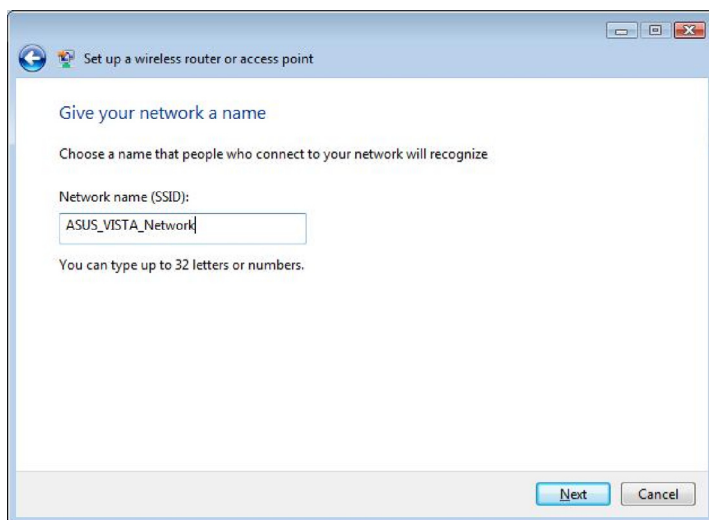 Set up a wireless router or access point
Give your network a name
Choose a name that people who connect to your network will recognize
Network name (SSID):
ASUS_VISTA_Network
You can type up to 32 letters or numbers.
Next Cancel